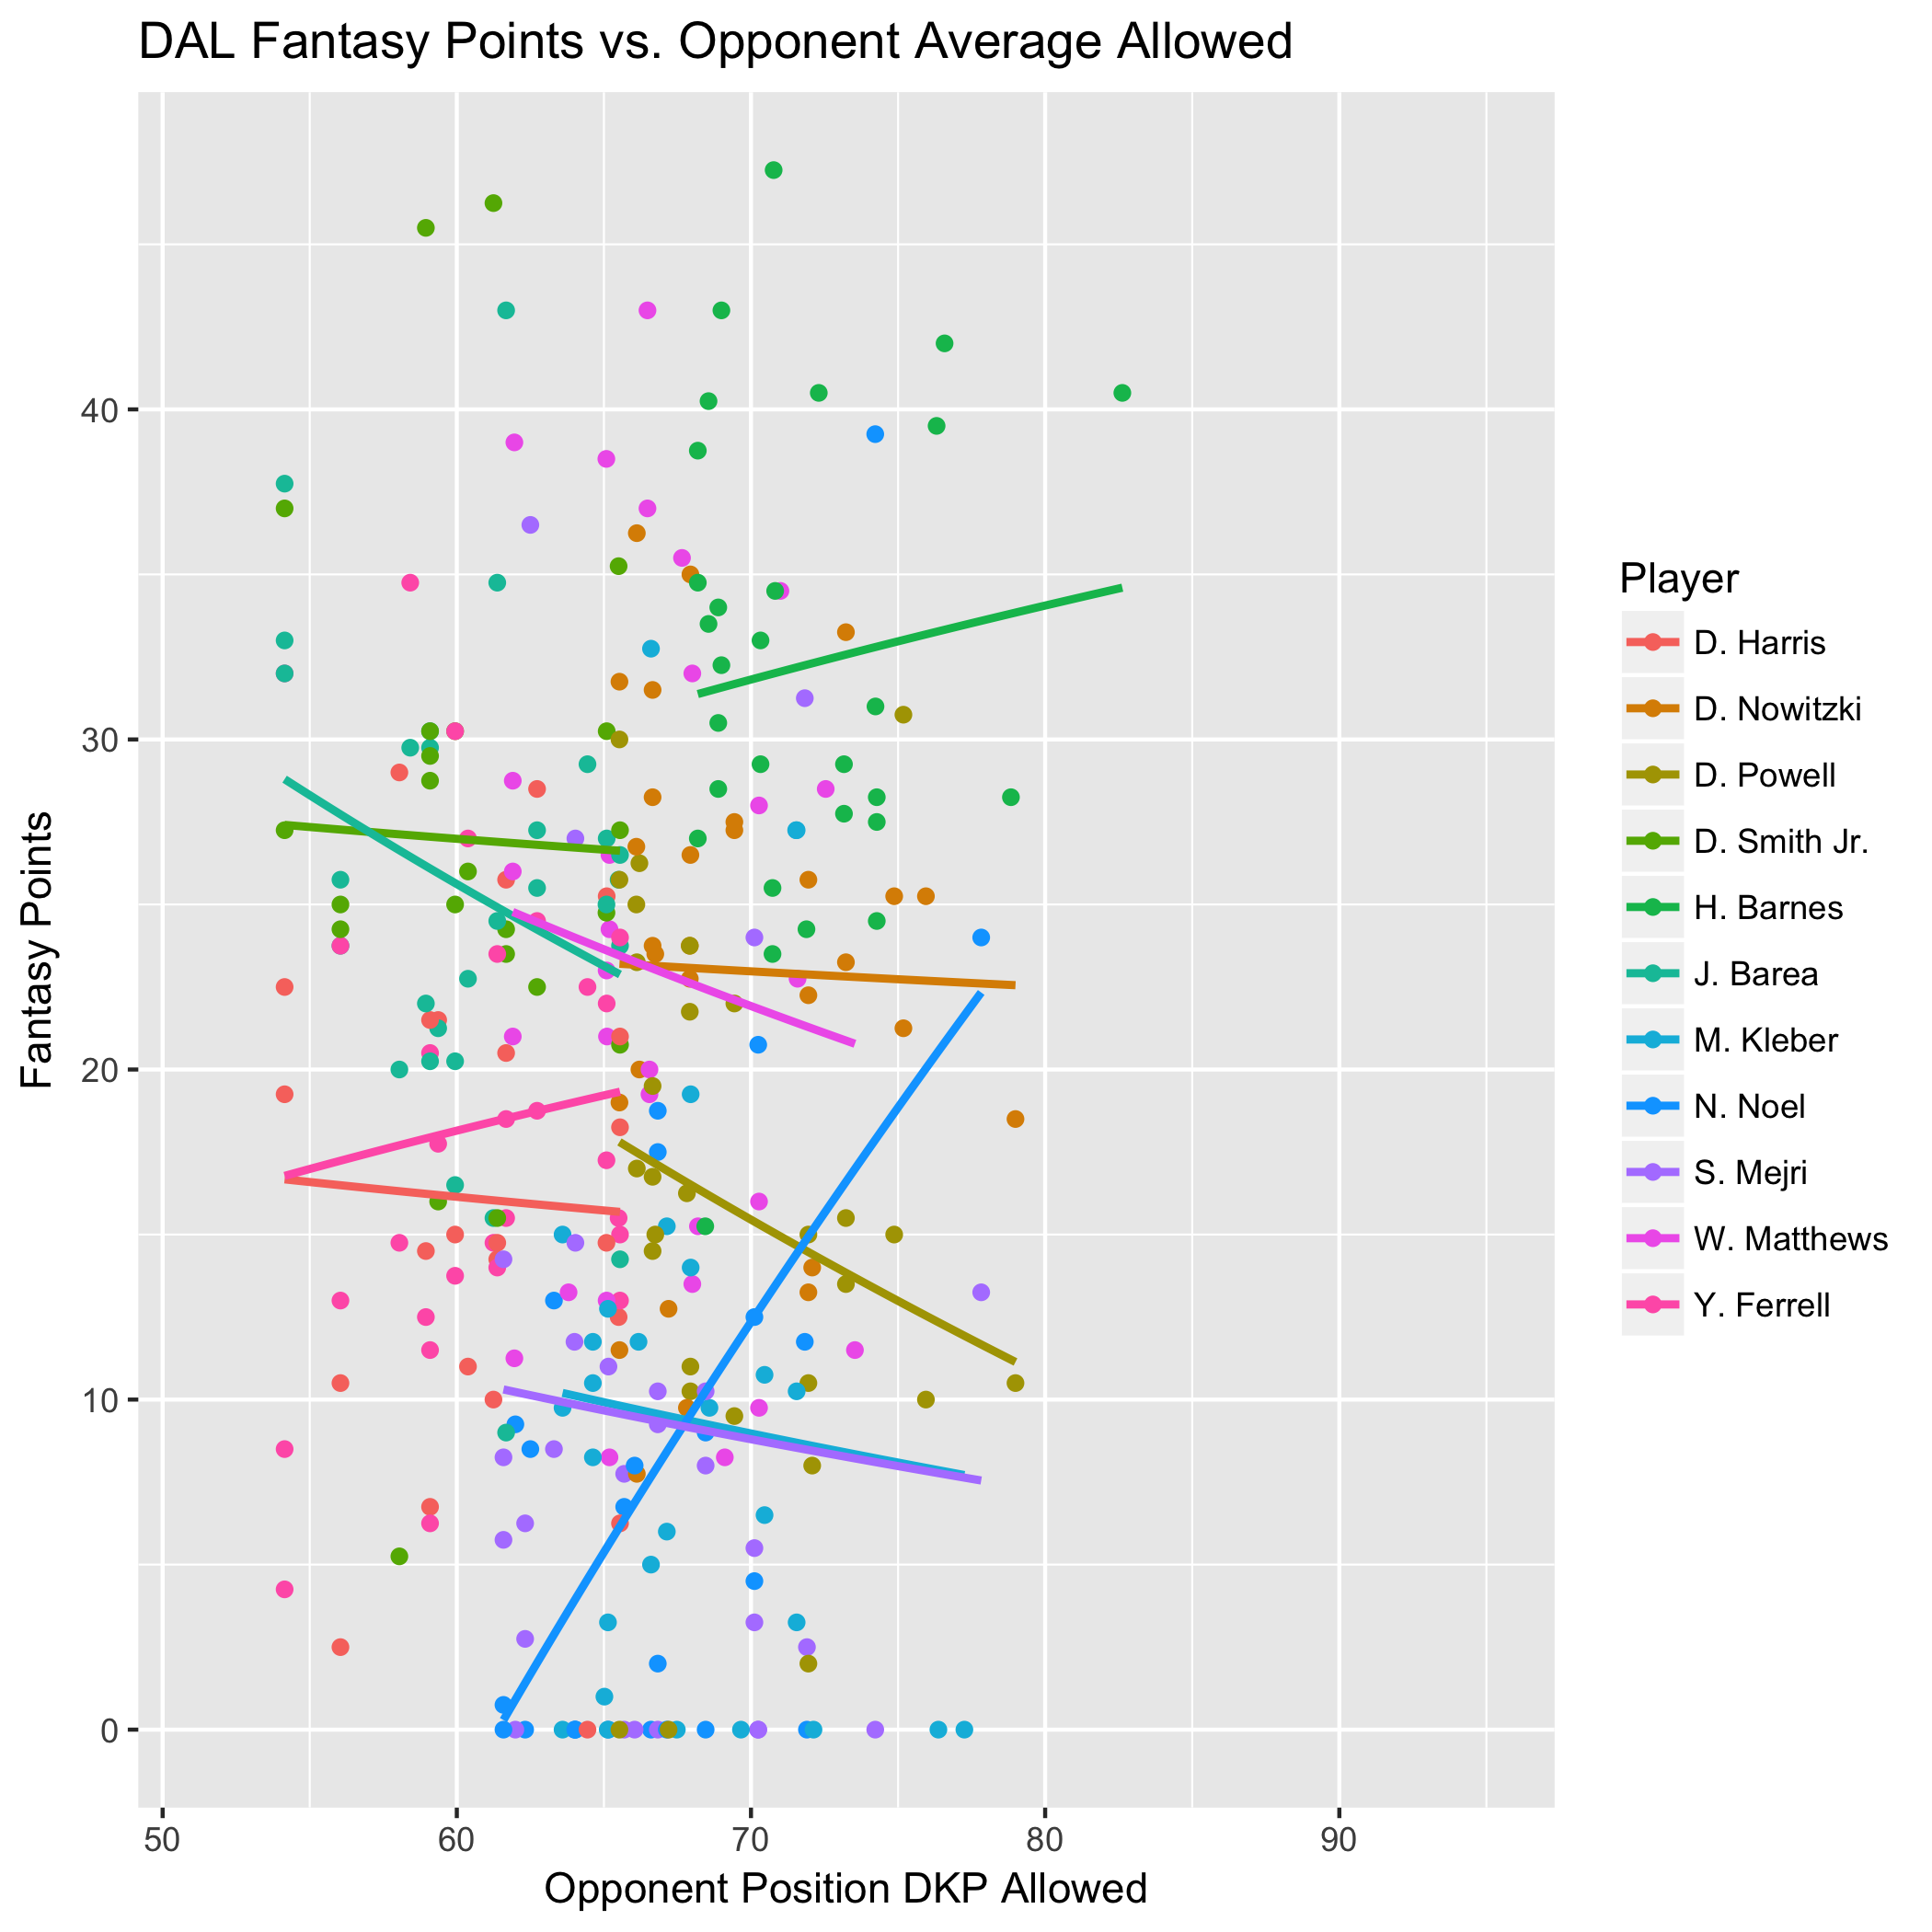 DAL Fantasy Points vs. Opponent Average Allowed
Fantasy Points
40
30
20
10
0
50 60 70 80 90
Opponent Position DKP Allowed
Player
D. Harris
D. Nowitzki
D. Powell
D. Smith Jr.
H. Barnes
J. Barea
M. Kleber
N. Noel
S. Mejri
W. Matthews
Y. Ferrell